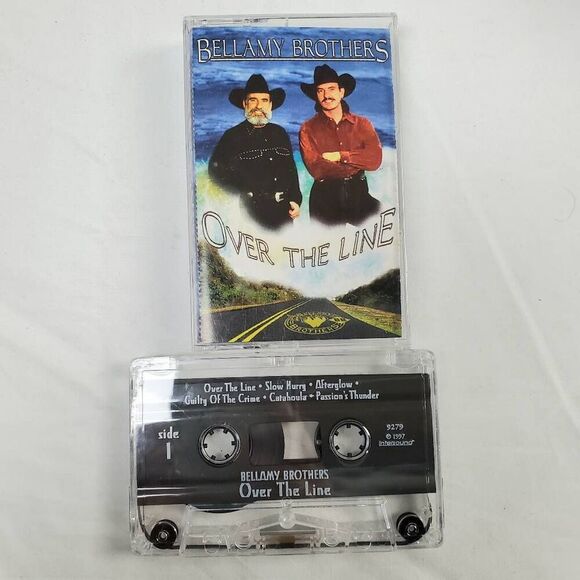 BELLAMY BROTHERS
OVER THE LINE
BROTHERS
Over The Line • Slow Hurry • Afterglow •
Guilty Of The Crime • Catahoula • Passion's Thunder
side
1
9279
© 1997
Intersound
BELLAMY BROTHERS
Over The Line